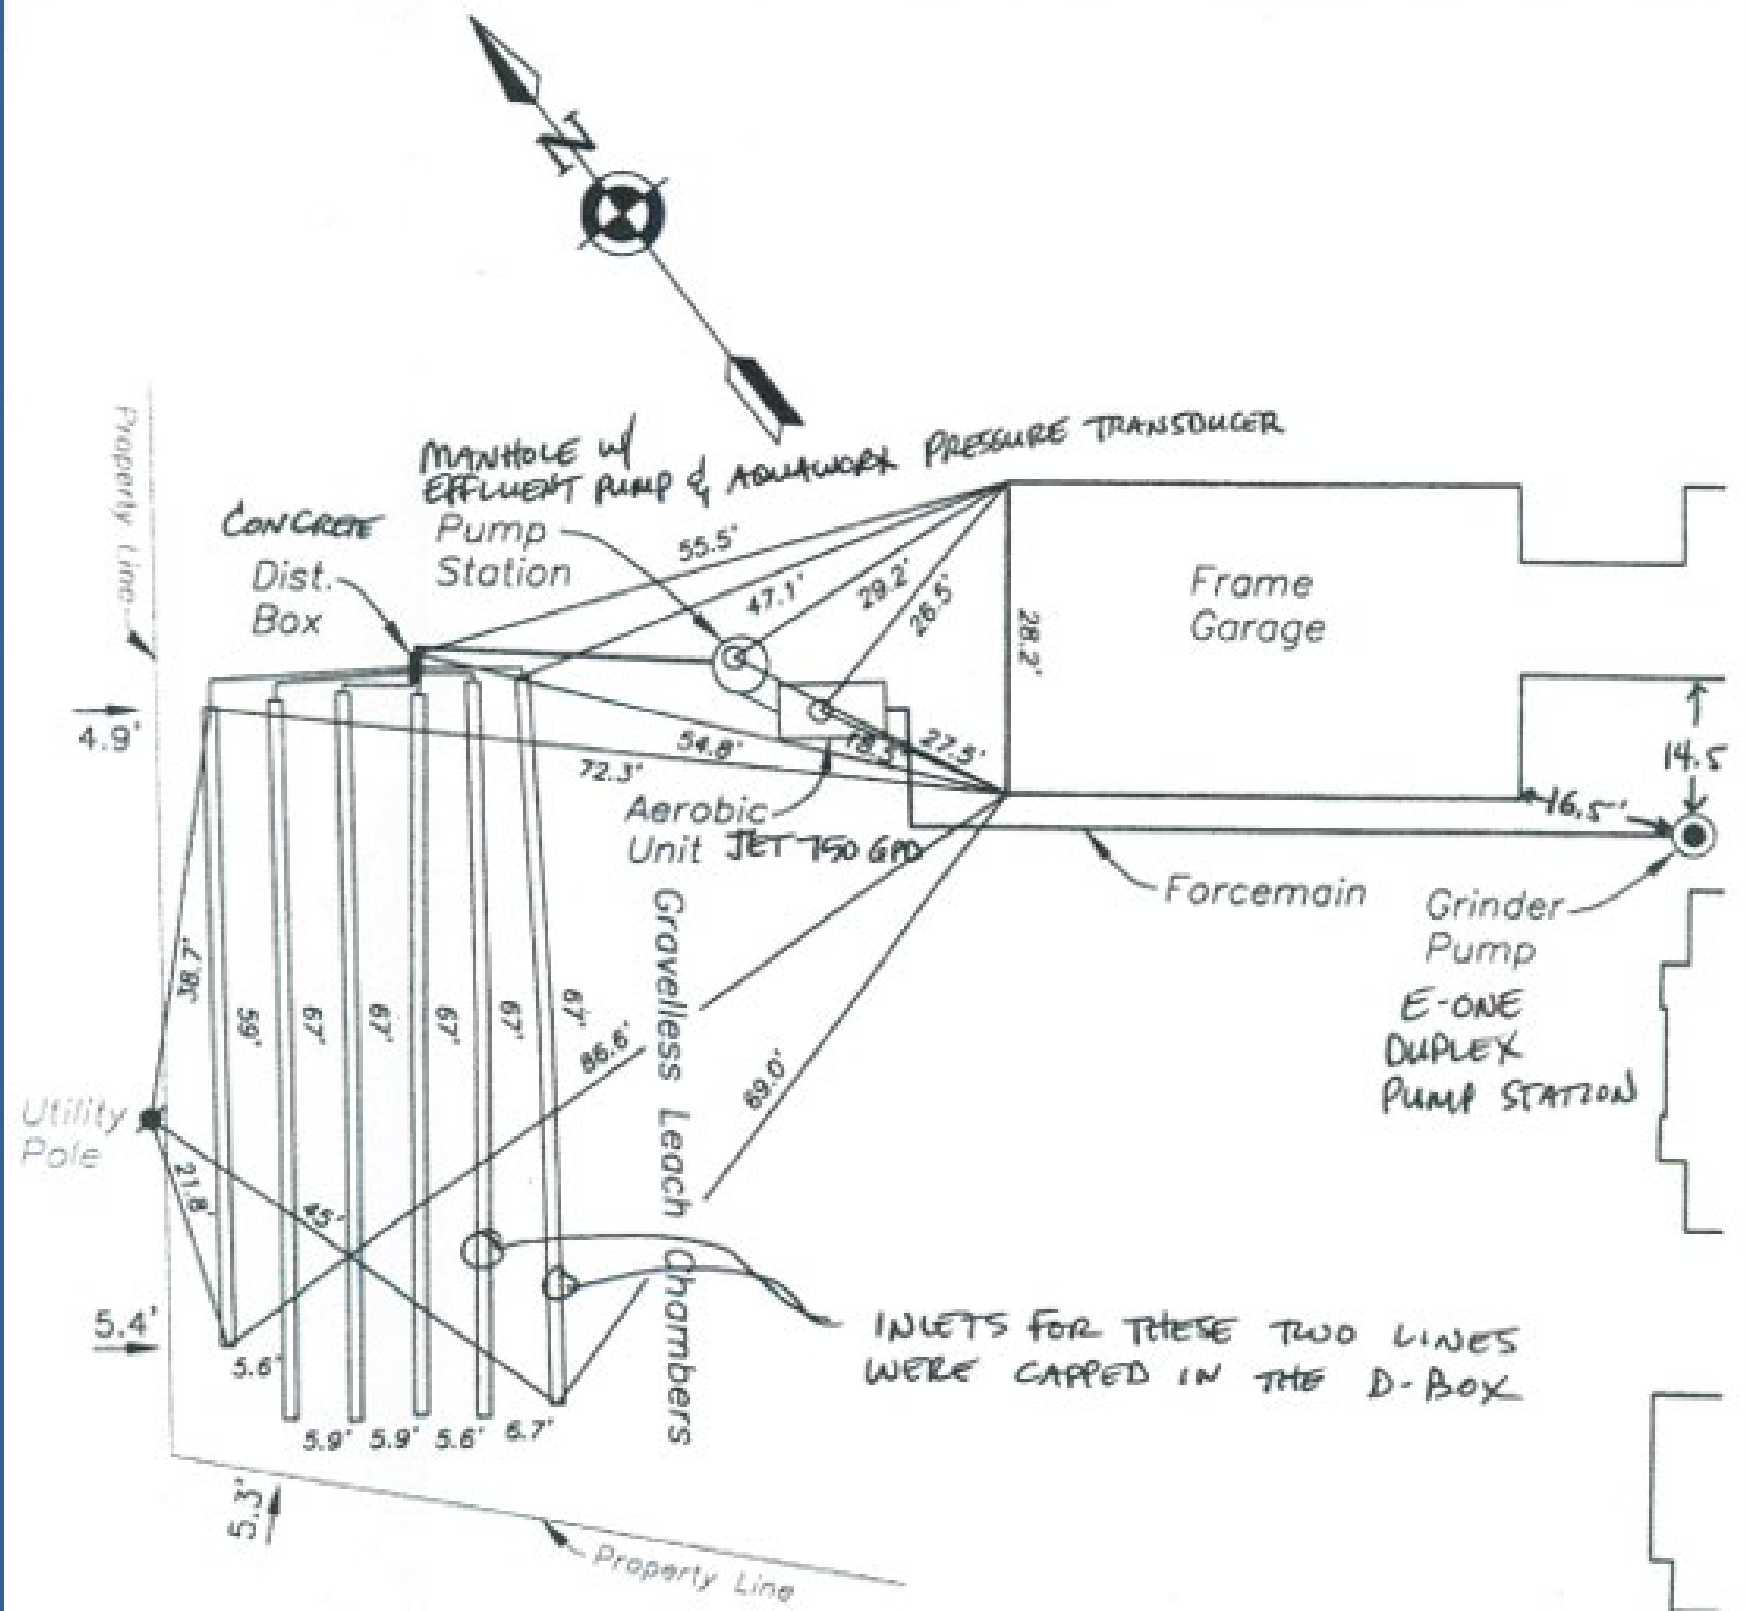 N
Property Line
MANHOLE W/
EFFLUENT PUMP & AQUAWORX PRESSURE TRANSDUCER
CONCRETE
Pump
Station
Dist.
Box
55.5'
47.1'
29.2'
26.5'
28.2'
Frame
Garage
4.9'
54.8'
18.3'
27.5'
72.3'
14.5
16.5'
Aerobic
Unit JET 750 GPD
Forcemain
Grinder
Pump
E-ONE
DUPLEX
PUMP STATION
Gravelless Leach Chambers
38.7'
59'
67'
67'
67'
67'
67'
86.6'
69.0'
Utility
Pole
21.8'
45'
5.4'
5.6'
5.9'
5.9'
5.6'
6.7'
INLETS FOR THESE TWO LINES
WERE CAPPED IN THE D-BOX
5.3'
Property Line